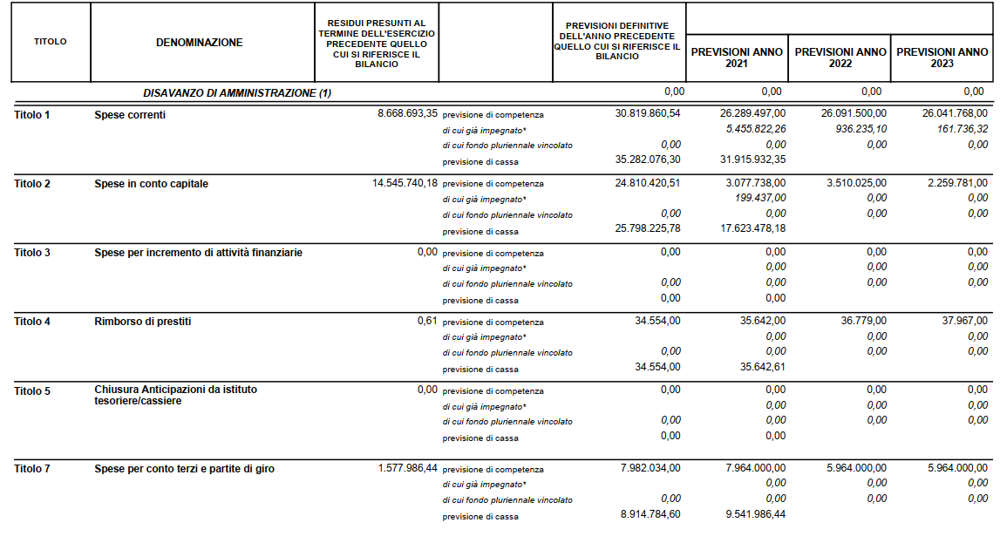 TITOLO
DENOMINAZIONE
RESIDUI PRESUNTI AL
TERMINE DELL'ESERCIZIO
PRECEDENTE QUELLO
CUI SI RIFERISCE IL
BILANCIO
PREVISIONI DEFINITIVE
DELL'ANNO PRECEDENTE
QUELLO CUI SI RIFERISCE IL
BILANCIO
PREVISIONI ANNO
2021
PREVISIONI ANNO
2022
PREVISIONI ANNO
2023
DISAVANZO DI AMMINISTRAZIONE (1) 0,00 0,00 0,00 0,00
Titolo 1 Spese correnti 8.668.693,35 previsione di competenza 30.819.860,54 26.289.497,00 26.091.500,00 26.041.768,00
di cui già impegnato* 5.455.822,26 936.235,10 161.736,32
di cui fondo pluriennale vincolato 0,00 0,00 0,00 0,00
previsione di cassa 35.282.076,30 31.915.932,35
Titolo 2 Spese in conto capitale 14.545.740,18 previsione di competenza 24.810.420,51 3.077.738,00 3.510.025,00 2.259.781,00
di cui già impegnato* 199.437,00 0,00 0,00
di cui fondo pluriennale vincolato 0,00 0,00 0,00 0,00
previsione di cassa 25.798.225,78 17.623.478,18
Titolo 3 Spese per incremento di attività finanziarie 0,00 previsione di competenza 0,00 0,00 0,00 0,00
di cui già impegnato* 0,00 0,00 0,00
di cui fondo pluriennale vincolato 0,00 0,00 0,00 0,00
previsione di cassa 0,00 0,00
Titolo 4 Rimborso di prestiti 0,61 previsione di competenza 34.554,00 35.642,00 36.779,00 37.967,00
di cui già impegnato* 0,00 0,00 0,00
di cui fondo pluriennale vincolato 0,00 0,00 0,00 0,00
previsione di cassa 34.554,00 35.642,61
Titolo 5 Chiusura Anticipazioni da istituto 0,00 previsione di competenza 0,00 0,00 0,00 0,00
tesoriere/cassiere di cui già impegnato* 0,00 0,00 0,00
di cui fondo pluriennale vincolato 0,00 0,00 0,00 0,00
previsione di cassa 0,00 0,00
Titolo 7 Spese per conto terzi e partite di giro 1.577.986,44 previsione di competenza 7.982.034,00 7.964.000,00 5.964.000,00 5.964.000,00
di cui già impegnato* 0,00 0,00 0,00
di cui fondo pluriennale vincolato 0,00 0,00 0,00 0,00
previsione di cassa 8.914.784,60 9.541.986,44